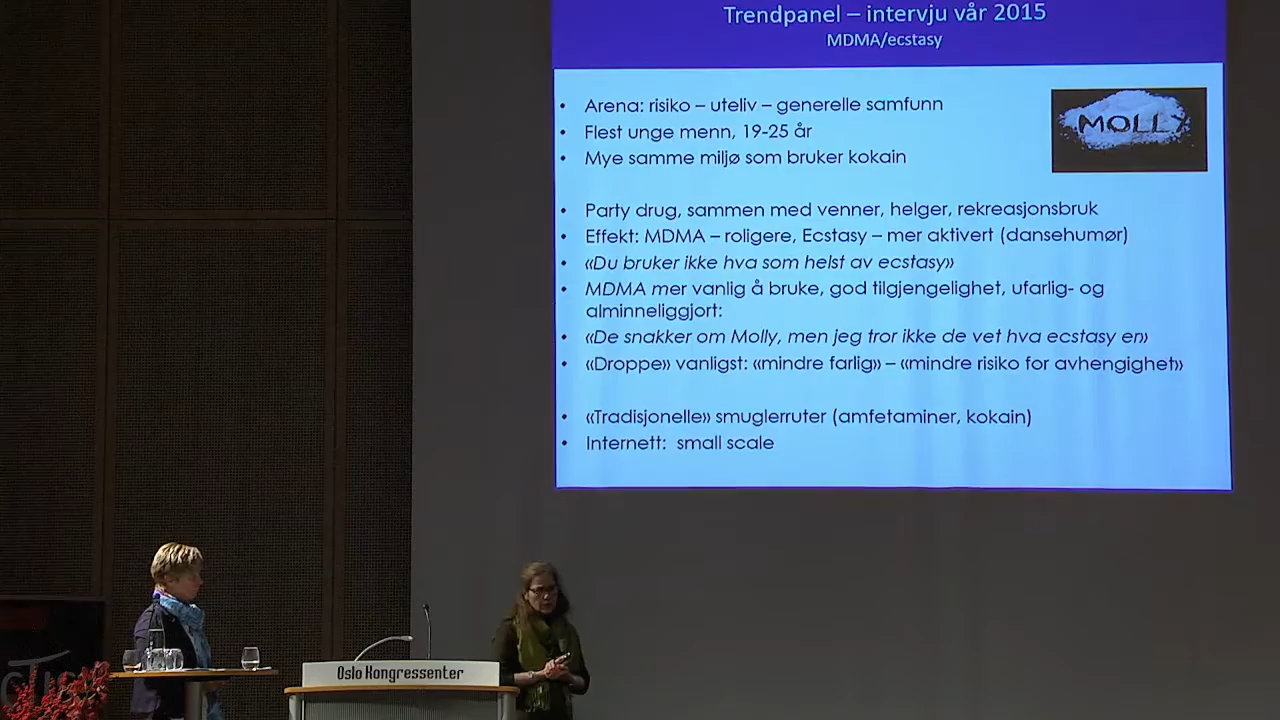 Trendpanel – intervju vår 2015
MDMA/ecstasy
• Arena: risiko – uteliv – generelle samfunn
• Flest unge menn, 19-25 år
• Mye samme miljø som bruker kokain
MOLLY
• Party drug, sammen med venner, helger, rekreasjonsbruk
• Effekt: MDMA – roligere, Ecstasy – mer aktivert (dansehumør)
• «Du bruker ikke hva som helst av ecstasy»
• MDMA mer vanlig å bruke, god tilgjengelighet, ufarlig- og
alminneliggjort:
• «De snakker om Molly, men jeg tror ikke de vet hva ecstasy en»
• «Droppe» vanligst: «mindre farlig» – «mindre risiko for avhengighet»
• «Tradisjonelle» smuglerruter (amfetaminer, kokain)
• Internett: small scale
Oslo Kongressenter